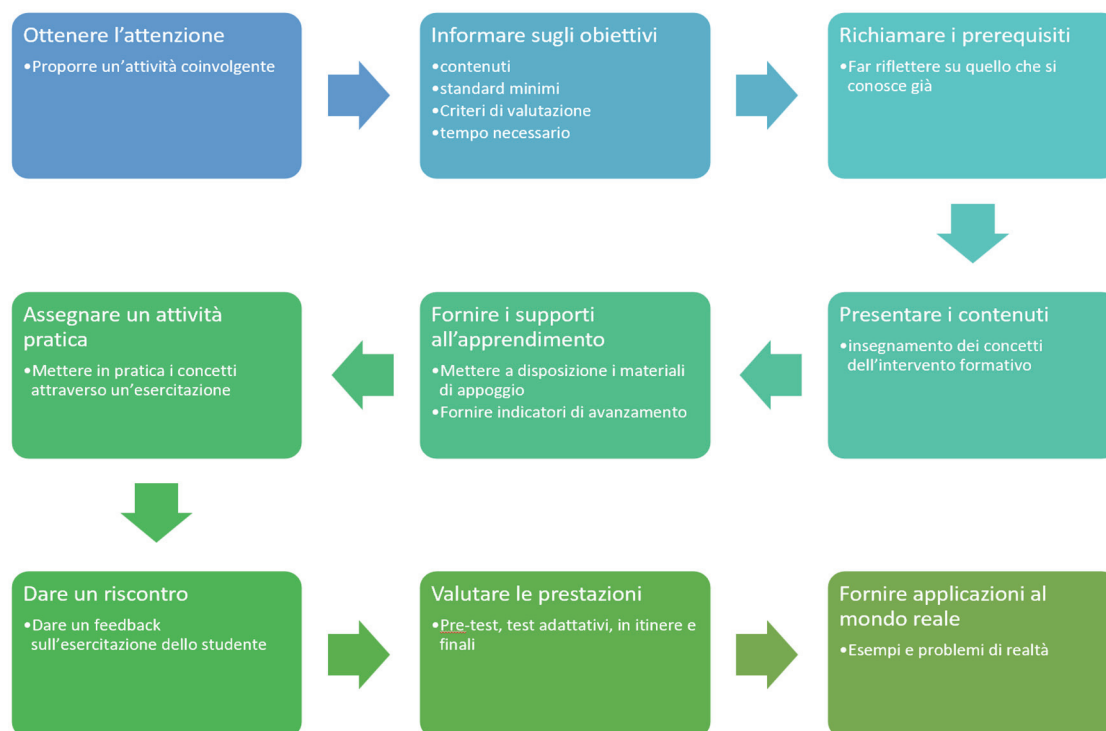 Ottenere l’attenzione
•Proporre un’attività coinvolgente
Informare sugli obiettivi
•contenuti
•standard minimi
•Criteri di valutazione
•tempo necessario
Richiamare i prerequisiti
•Far riflettere su quello che si
conosce già
Presentare i contenuti
•insegnamento dei concetti
dell’intervento formativo
Fornire i supporti
all’apprendimento
•Mettere a disposizione i materiali
di appoggio
•Fornire indicatori di avanzamento
Assegnare un attività
pratica
•Mettere in pratica i concetti
attraverso un’esercitazione
Dare un riscontro
•Dare un feedback
sull’esercitazione dello studente
Valutare le prestazioni
•Pre-test, test adattativi, in itinere e
finali
Fornire applicazioni al
mondo reale
•Esempi e problemi di realtà